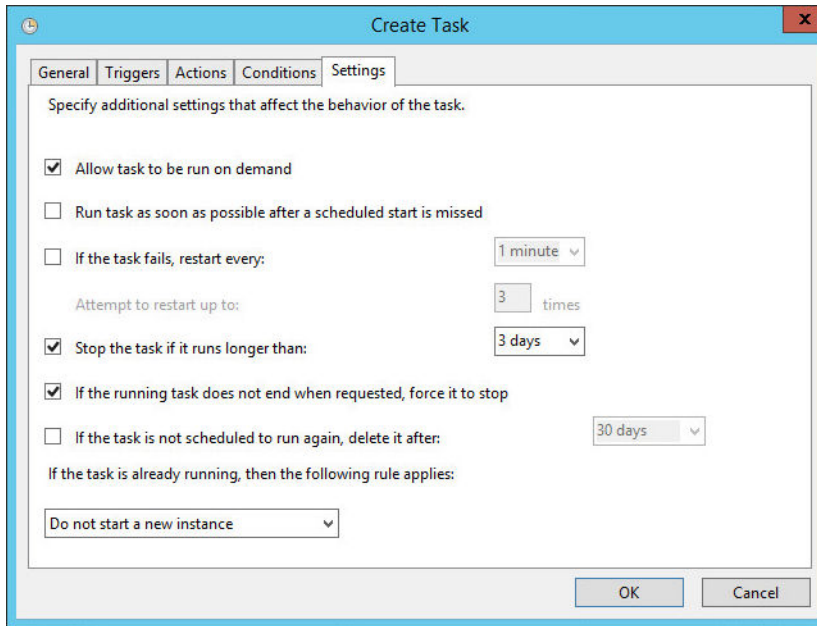 Create Task
x
General Triggers Actions Conditions Settings
Specify additional settings that affect the behavior of the task.
Allow task to be run on demand
Run task as soon as possible after a scheduled start is missed
If the task fails, restart every: 1 minute
Attempt to restart up to: 3 times
Stop the task if it runs longer than: 3 days
If the running task does not end when requested, force it to stop
If the task is not scheduled to run again, delete it after: 30 days
If the task is already running, then the following rule applies:
Do not start a new instance
OK Cancel